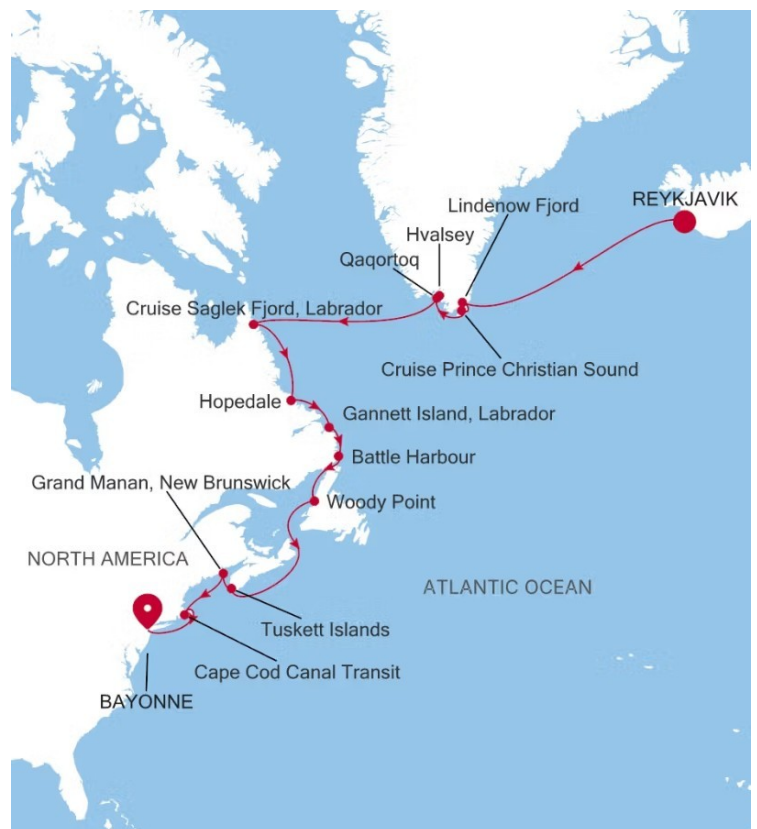 Lindenow Fjord
REYKJAVIK
Hvalsey
Qaqortoq
Cruise Saglek Fjord, Labrador
Cruise Prince Christian Sound
Hopedale
Gannett Island, Labrador
Battle Harbour
Grand Manan, New Brunswick
Woody Point
NORTH AMERICA
ATLANTIC OCEAN
Tuskett Islands
Cape Cod Canal Transit
BAYONNE